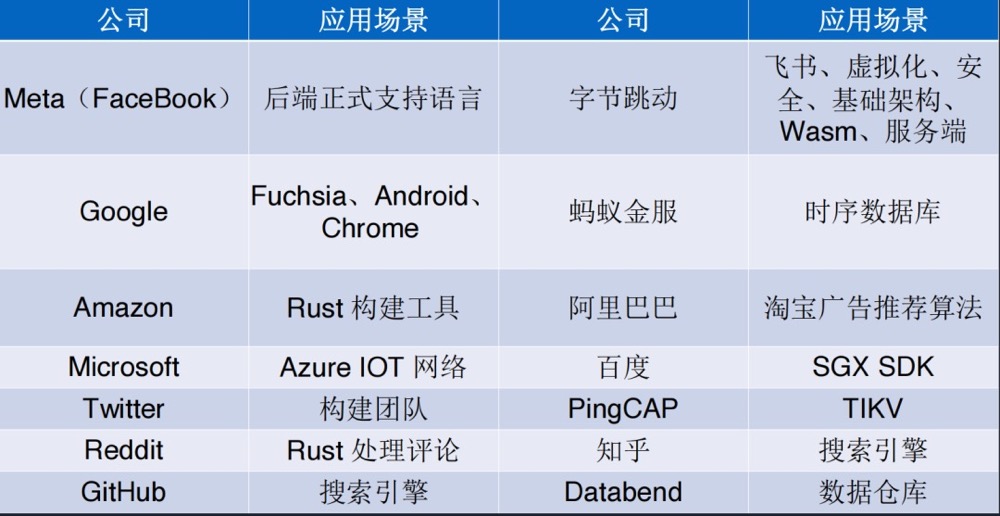 公司 应用场景 公司 应用场景
Meta（FaceBook） 后端正式支持语言 字节跳动 飞书、虚拟化、安
全、基础架构、
Wasm、服务端
Google Fuchsia、Android、
Chrome 蚂蚁金服 时序数据库
Amazon Rust 构建工具 阿里巴巴 淘宝广告推荐算法
Microsoft Azure IOT 网络 百度 SGX SDK
Twitter 构建团队 PingCAP TIKV
Reddit Rust 处理评论 知乎 搜索引擎
GitHub 搜索引擎 Databend 数据仓库